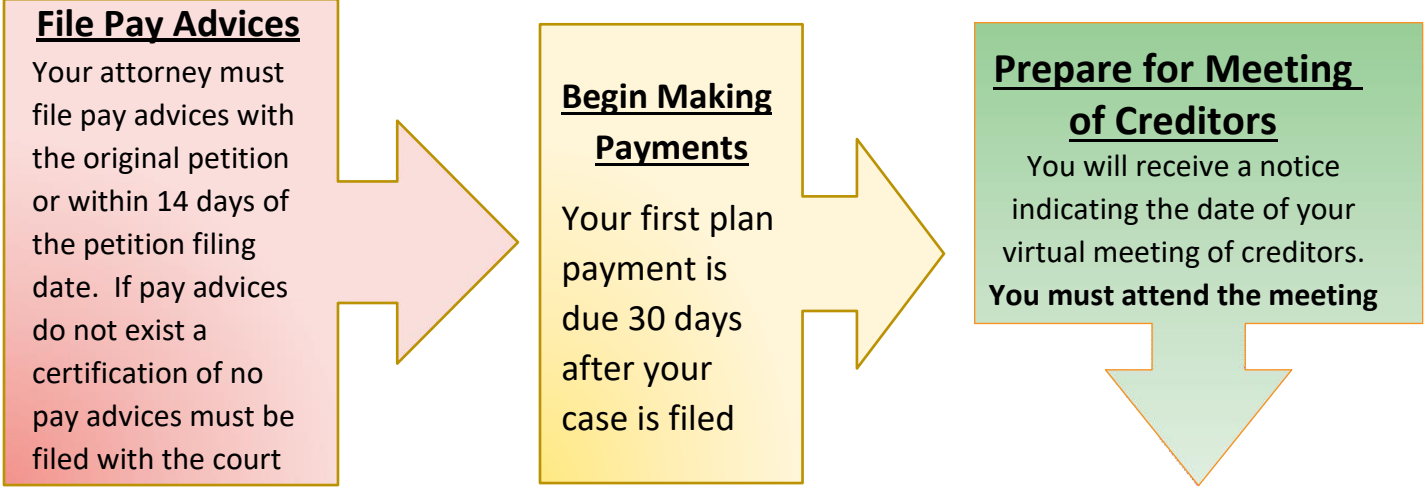 File Pay Advices
Your attorney must
file pay advices with
the original petition
or within 14 days of
the petition filing
date.  If pay advices
do not exist a
certification of no
pay advices must be
filed with the court
Begin Making
Payments
Your first plan
payment is
due 30 days
after your
case is filed
Prepare for Meeting
of Creditors
You will receive a notice
indicating the date of your
virtual meeting of creditors.
You must attend the meeting